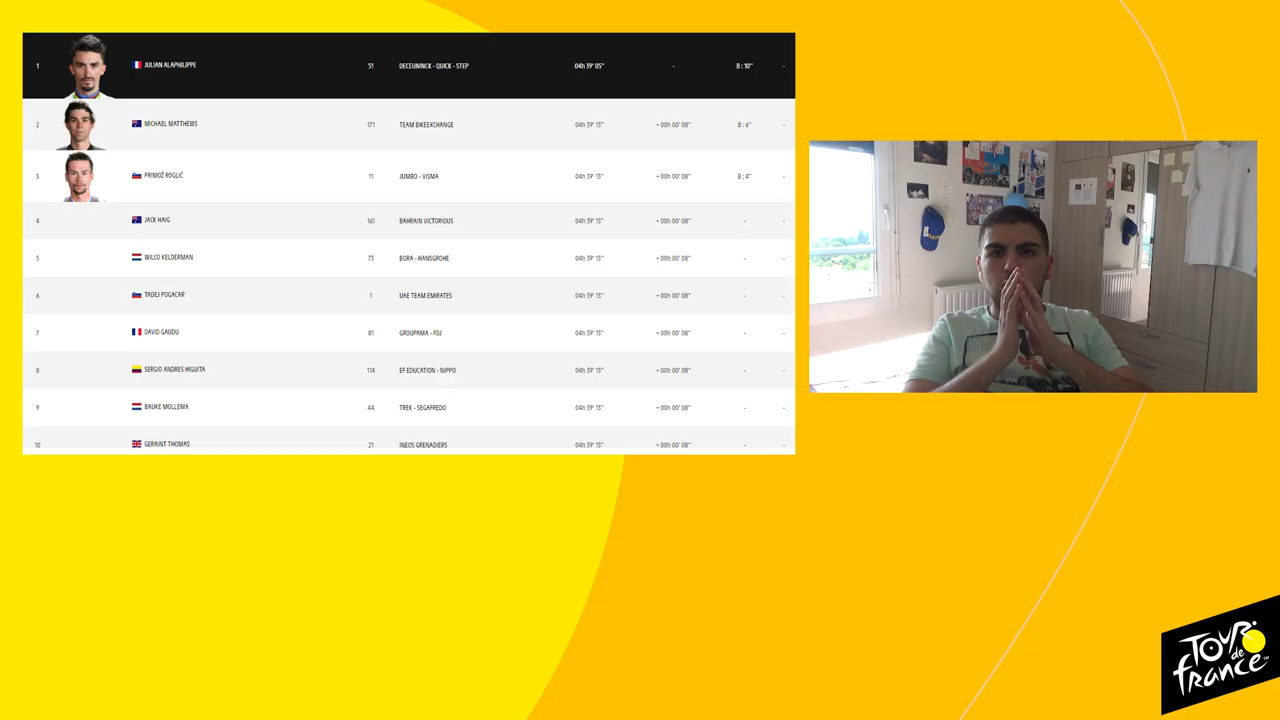 1 JULIAN ALAPHILIPPE 51 DECEUNINCK - QUICK - STEP 04h 39' 05'' - B : 10'' -
2 MICHAEL MATTHEWS 171 TEAM BIKEEXCHANGE 04h 39' 13'' + 00h 00' 08'' B : 6'' -
3 PRIMOŽ ROGLIČ 11 JUMBO - VISMA 04h 39' 13'' + 00h 00' 08'' B : 4'' -
4 JACK HAIG 161 BAHRAIN VICTORIOUS 04h 39' 13'' + 00h 00' 08'' - -
5 WILCO KELDERMAN 73 BORA - HANSGROHE 04h 39' 13'' + 00h 00' 08'' - -
6 TADEJ POGACAR 1 UAE TEAM EMIRATES 04h 39' 13'' + 00h 00' 08'' - -
7 DAVID GAUDU 81 GROUPAMA - FDJ 04h 39' 13'' + 00h 00' 08'' - -
8 SERGIO ANDRES HIGUITA 114 EF EDUCATION - NIPPO 04h 39' 13'' + 00h 00' 08'' - -
9 BAUKE MOLLEMA 44 TREK - SEGAFREDO 04h 39' 13'' + 00h 00' 08'' - -
10 GERAINT THOMAS 21 INEOS GRENADIERS 04h 39' 13'' + 00h 00' 08'' - -
TOUR
de
france™